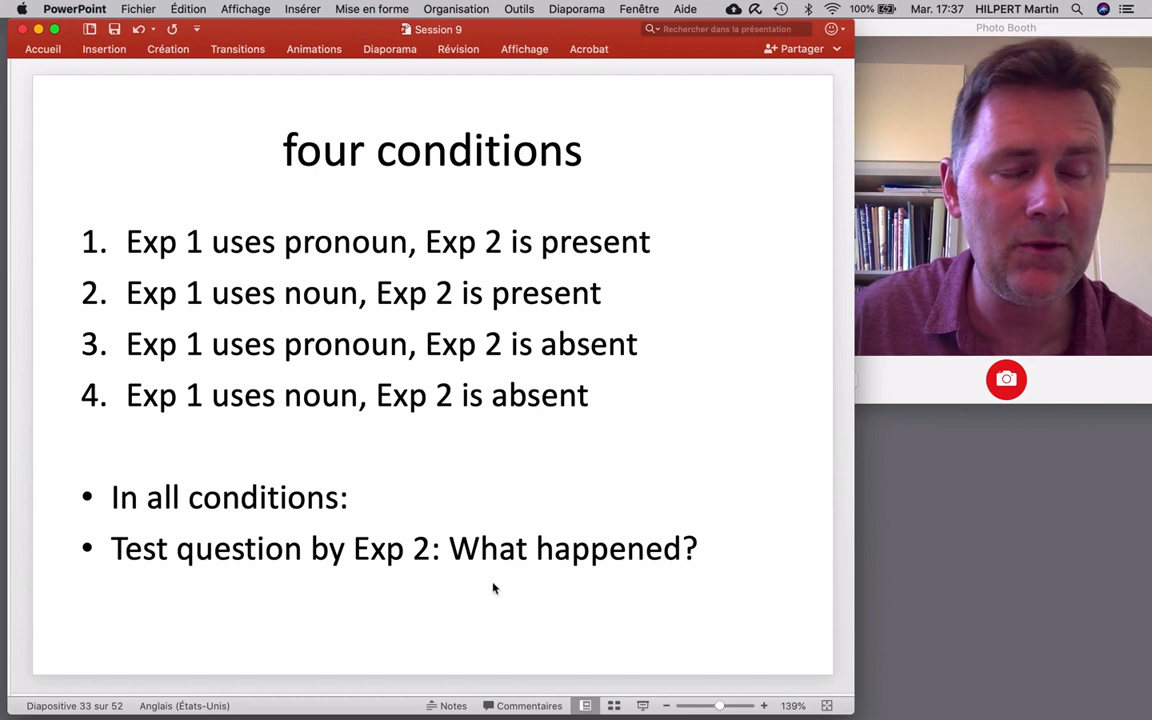 PowerPoint Fichier Édition Affichage Insérer Mise en forme Organisation Outils Diaporama Fenêtre Aide 100% Mar. 17:37 HILPERT Martin
Session 9
Rechercher dans la présentation
Photo Booth
Accueil Insertion Création Transitions Animations Diaporama Révision Affichage Acrobat Partager
four conditions
1. Exp 1 uses pronoun, Exp 2 is present
2. Exp 1 uses noun, Exp 2 is present
3. Exp 1 uses pronoun, Exp 2 is absent
4. Exp 1 uses noun, Exp 2 is absent
• In all conditions:
• Test question by Exp 2: What happened?
Diapositive 33 sur 52 Anglais (États-Unis) Notes Commentaires 139%